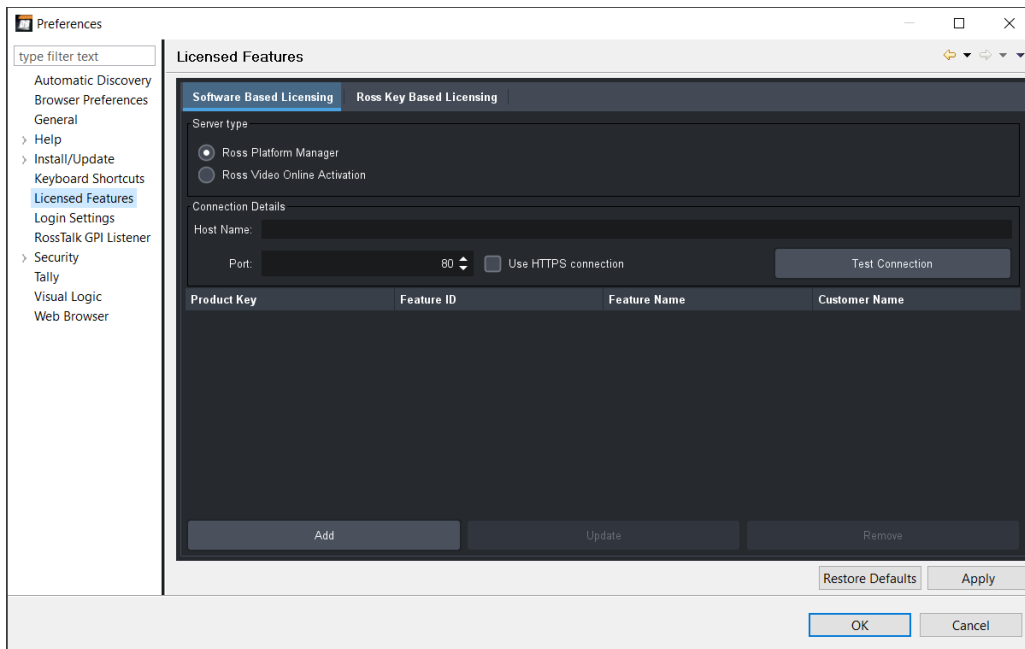 Preferences
type filter text
Automatic Discovery
Browser Preferences
General
Help
Install/Update
Keyboard Shortcuts
Licensed Features
Login Settings
RossTalk GPI Listener
Security
Tally
Visual Logic
Web Browser
Licensed Features
Software Based Licensing Ross Key Based Licensing
Server type
Ross Platform Manager
Ross Video Online Activation
Connection Details
Host Name:
Port: 80 Use HTTPS connection Test Connection
Product Key Feature ID Feature Name Customer Name
Add Update Remove
Restore Defaults Apply
OK Cancel